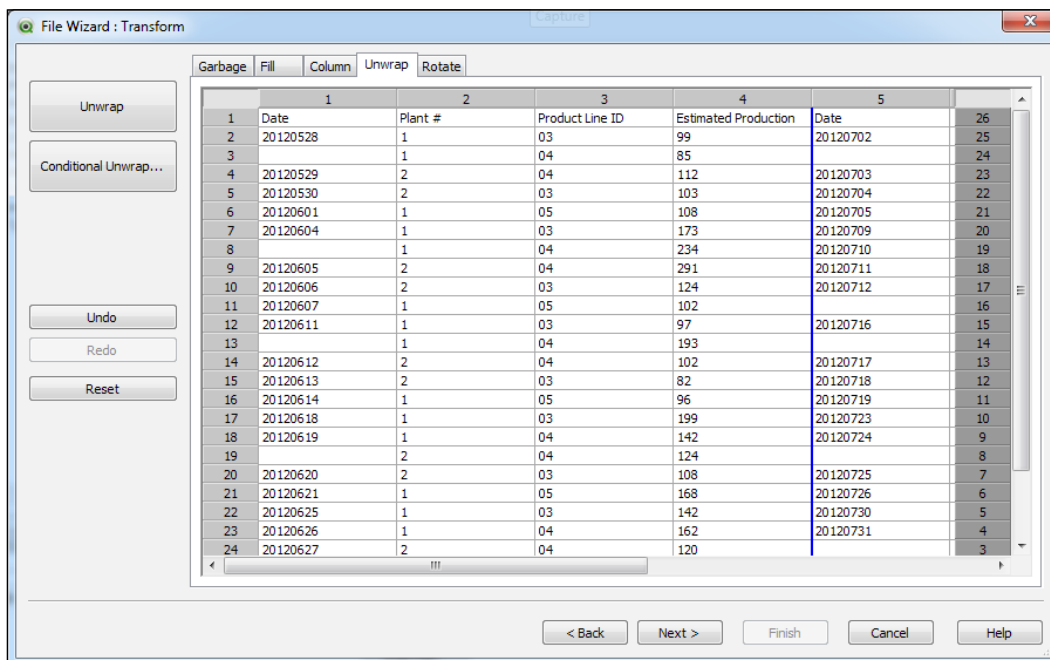 Capture
File Wizard : Transform
Garbage Fill Column Unwrap Rotate
Unwrap
Conditional Unwrap...
Undo
Redo
Reset
1 2 3 4 5
1 Date Plant # Product Line ID Estimated Production Date 26
2 20120528 1 03 99 20120702 25
3 1 04 85 24
4 20120529 2 04 112 20120703 23
5 20120530 2 03 103 20120704 22
6 20120601 1 05 108 20120705 21
7 20120604 1 03 173 20120709 20
8 1 04 234 20120710 19
9 20120605 2 04 291 20120711 18
10 20120606 2 03 124 20120712 17
11 20120607 1 05 102 16
12 20120611 1 03 97 20120716 15
13 1 04 193 14
14 20120612 2 04 102 20120717 13
15 20120613 2 03 82 20120718 12
16 20120614 1 05 96 20120719 11
17 20120618 1 03 199 20120723 10
18 20120619 1 04 142 20120724 9
19 2 04 124 8
20 20120620 2 03 108 20120725 7
21 20120621 1 05 168 20120726 6
22 20120625 1 03 142 20120730 5
23 20120626 1 04 162 20120731 4
24 20120627 2 04 120 3
< Back Next > Finish Cancel Help